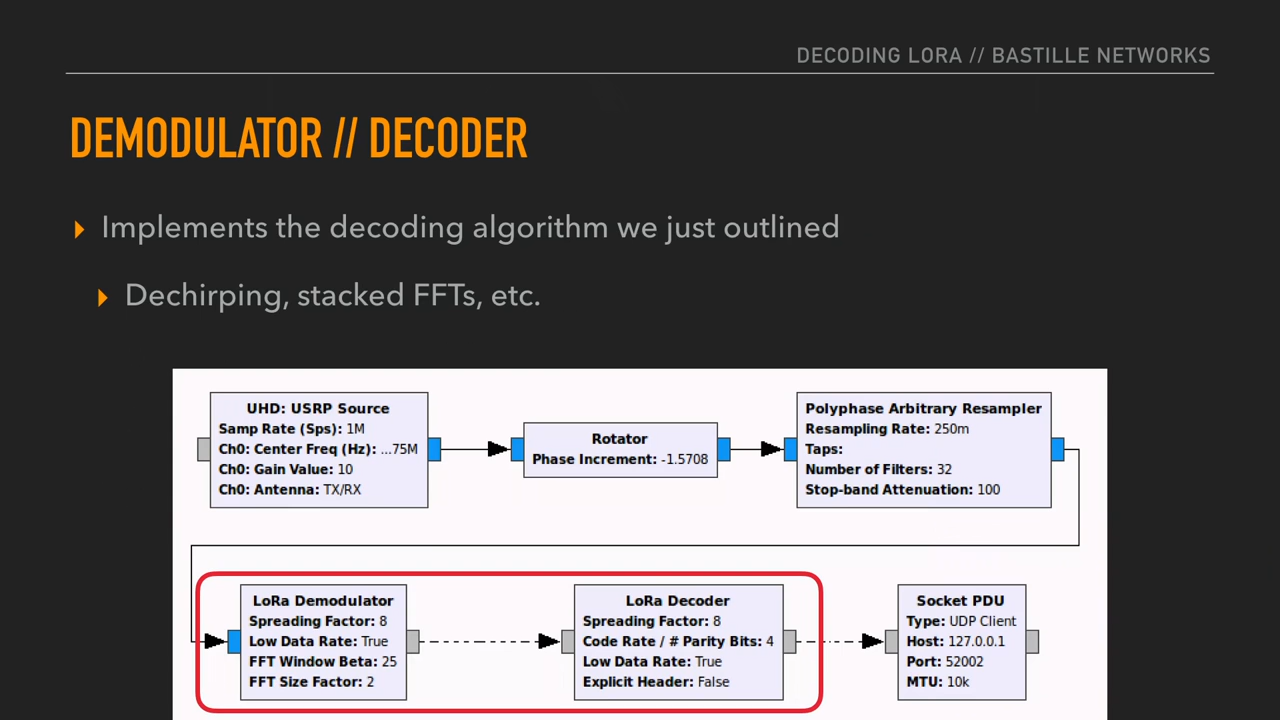 DECODING LORA // BASTILLE NETWORKS
DEMODULATOR // DECODER
Implements the decoding algorithm we just outlined
Dechirping, stacked FFTs, etc.
UHD: USRP Source
Samp Rate (Sps): 1M
Ch0: Center Freq (Hz): ...75M
Ch0: Gain Value: 10
Ch0: Antenna: TX/RX
Rotator
Phase Increment: -1.5708
Polyphase Arbitrary Resampler
Resampling Rate: 250m
Taps:
Number of Filters: 32
Stop-band Attenuation: 100
LoRa Demodulator
Spreading Factor: 8
Low Data Rate: True
FFT Window Beta: 25
FFT Size Factor: 2
LoRa Decoder
Spreading Factor: 8
Code Rate / # Parity Bits: 4
Low Data Rate: True
Explicit Header: False
Socket PDU
Type: UDP Client
Host: 127.0.0.1
Port: 52002
MTU: 10k